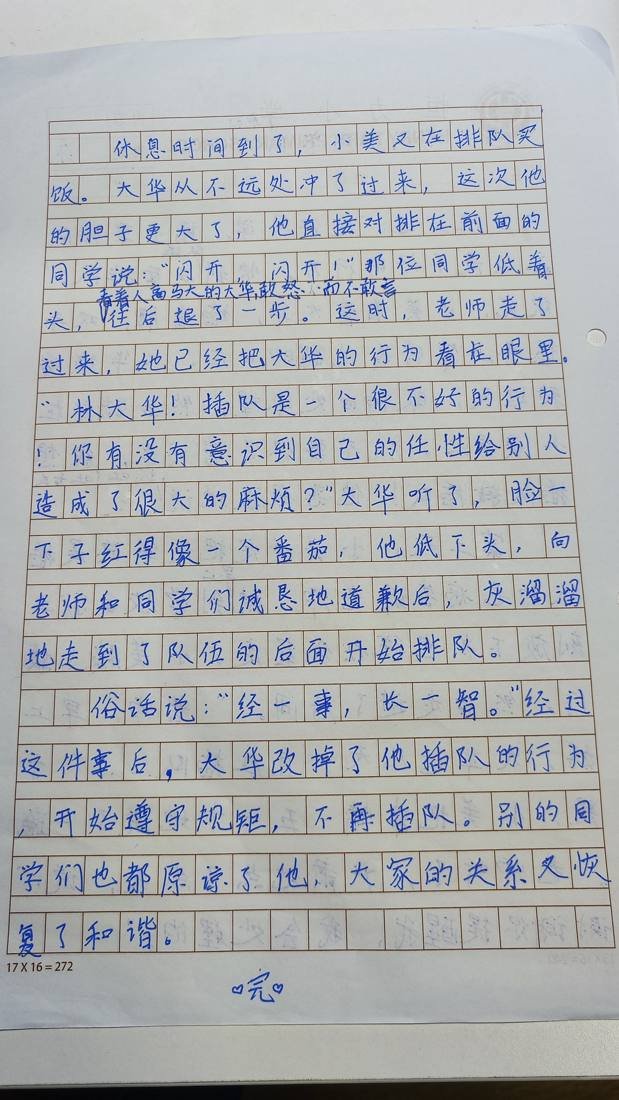 休息时间到了，小美又在排队买
饭。大华从不远处冲了过来，这次他
的胆子更大了，他直接对排在前面的
同学说：“闪开！闪开！”那位同学低着
看着人高马大的大华，敢怒而不敢言
头，往后退了一步。这时，老师走了
过来，她已经把大华的行为看在眼里。
“林大华！插队是一个很不好的行为
！你有没有意识到自己的任性给别人
造成了很大的麻烦？”大华听了，脸一
下子红得像一个番茄，他低下头，向
老师和同学们诚恳地道歉后，灰溜溜
地走到了队伍的后面开始排队。
俗话说：“经一事，长一智。”经过
这件事后，大华改掉了他插队的行为
，开始遵守规矩，不再插队。别的同
学们也都原谅了他，大家的关系又恢
复了和谐。
17 X 16 = 272
完